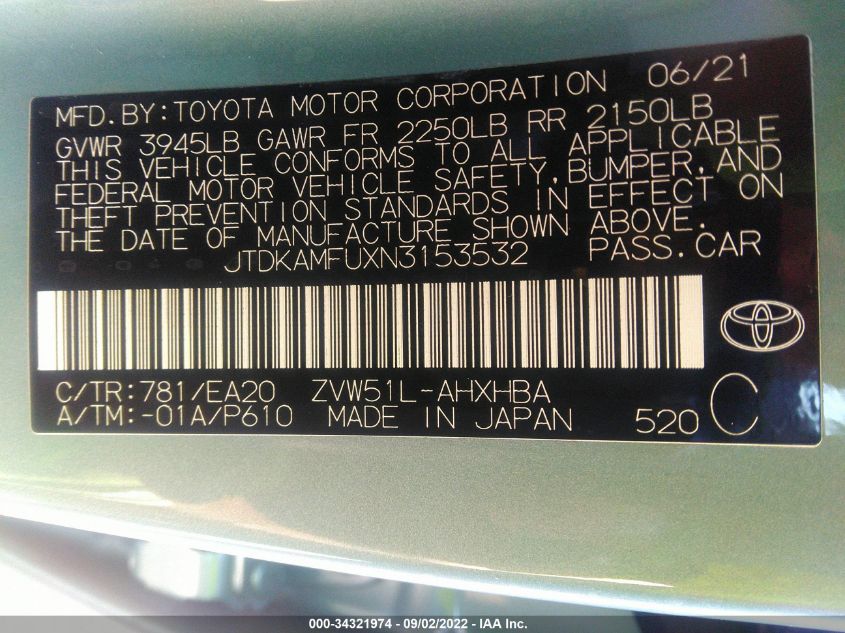 MFD.BY:TOYOTA MOTOR CORPORATION 06/21
GVWR 3945LB GAWR FR 2250LB RR 2150LB
THIS VEHICLE CONFORMS TO ALL APPLICABLE
FEDERAL MOTOR VEHICLE SAFETY,BUMPER,AND
THEFT PREVENTION STANDARDS IN EFFECT ON
THE DATE OF MANUFACTURE SHOWN ABOVE.
JTDKAMFUXN3153532 PASS.CAR
C/TR:781/EA20 ZVW51L-AHXHBA
A/TM:-01A/P610 MADE IN JAPAN 520 C
000-34321974 - 09/02/2022 - IAA Inc.